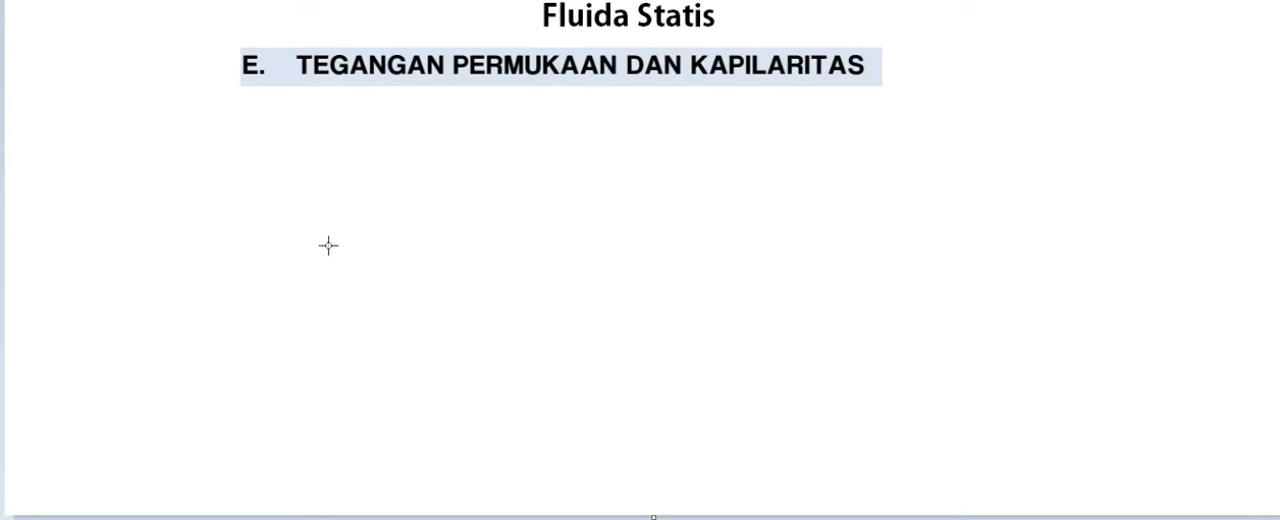 Fluida Statis
E. TEGANGAN PERMUKAAN DAN KAPILARITAS